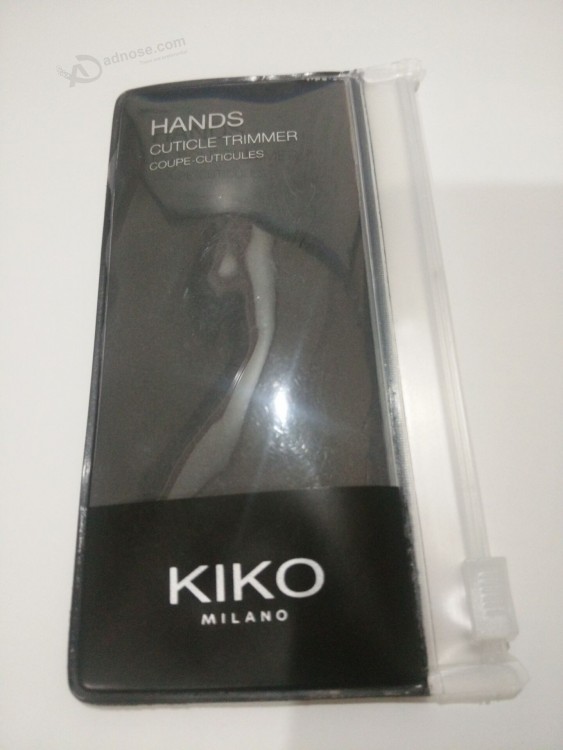 adnose.com
HANDS
CUTICLE TRIMMER
COUPE-CUTICULES
KIKO
MILANO